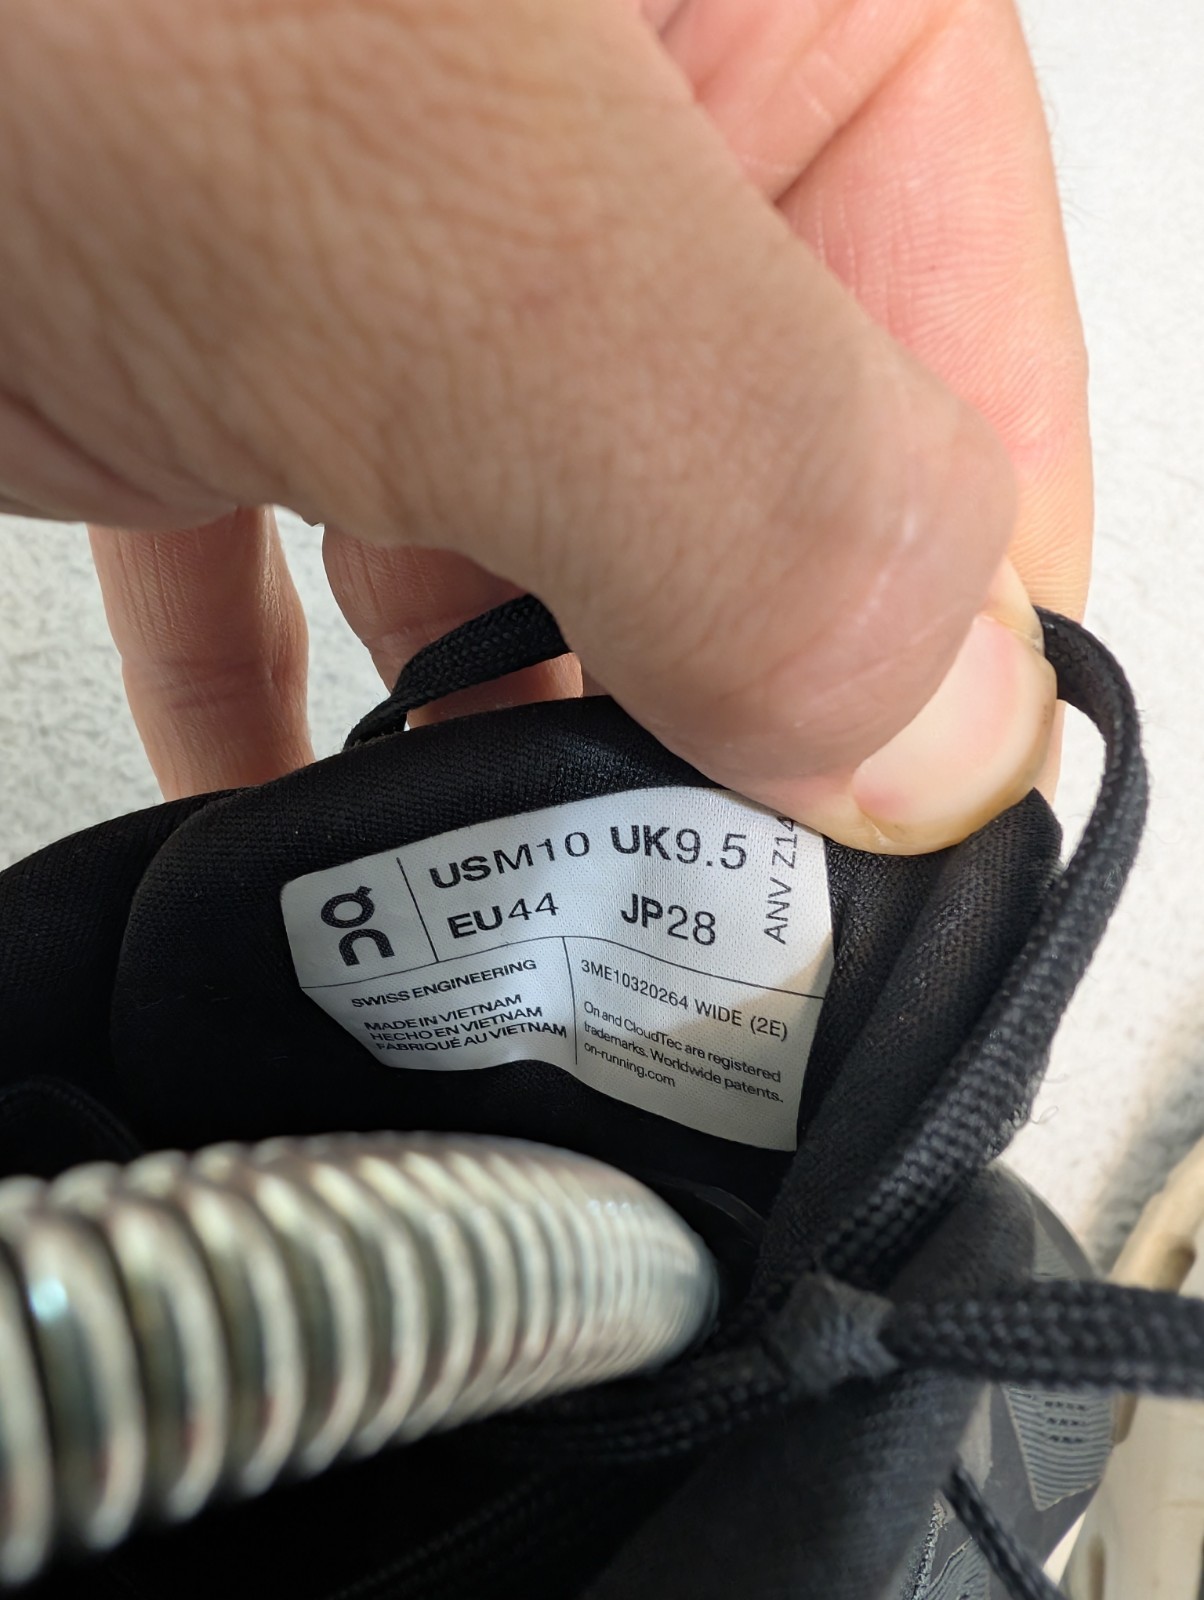 on
USM10 UK9.5
EU44 JP28
ANV Z14
SWISS ENGINEERING
MADE IN VIETNAM
HECHO EN VIETNAM
FABRIQUÉ AU VIETNAM
3ME10320264 WIDE (2E)
On and CloudTec are registered
trademarks. Worldwide patents.
on-running.com